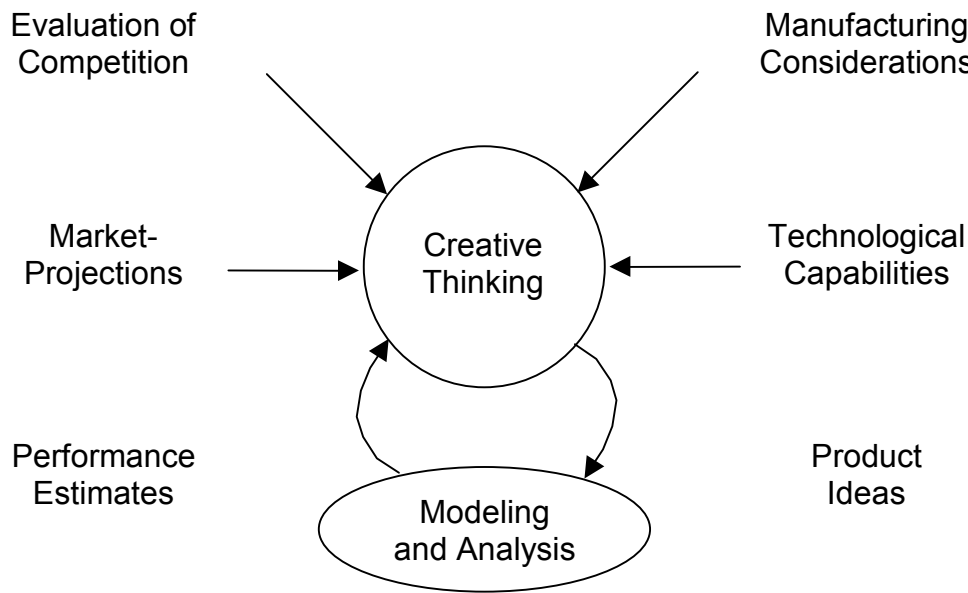 Evaluation of
Competition
Manufacturing
Considerations
Market-
Projections
Creative
Thinking
Technological
Capabilities
Performance
Estimates
Modeling
and Analysis
Product
Ideas